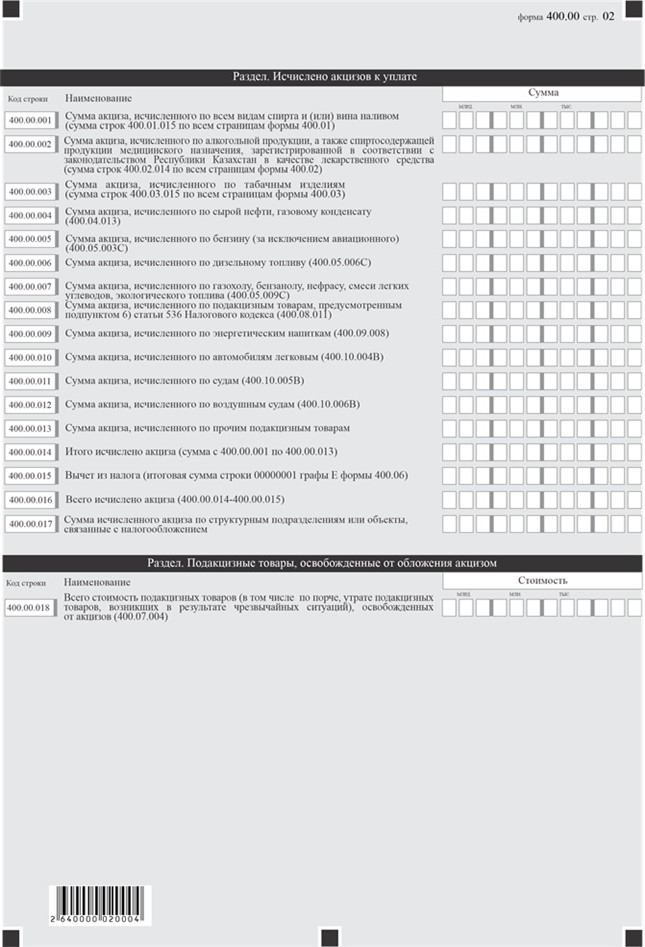 форма 400.00 стр. 02
Раздел. Исчислено акцизов к уплате
Код строки Наименование Сумма
млрд млн тыс
400.00.001 Сумма акциза, исчисленного по всем видам спирта и (или) вина наливом
(сумма строк 400.01.015 по всем страницам формы 400.01)
400.00.002 Сумма акциза, исчисленного по алкогольной продукции, а также спиртосодержащей
продукции медицинского назначения, зарегистрированной в соответствии с
законодательством Республики Казахстан в качестве лекарственного средства
(сумма строк 400.02.014 по всем страницам формы 400.02)
400.00.003 Сумма акциза, исчисленного по табачным изделиям
(сумма строк 400.03.015 по всем страницам формы 400.03)
400.00.004 Сумма акциза, исчисленного по сырой нефти, газовому конденсату
(400.04.013)
400.00.005 Сумма акциза, исчисленного по бензину (за исключением авиационного)
(400.05.003С)
400.00.006 Сумма акциза, исчисленного по дизельному топливу (400.05.006С)
400.00.007 Сумма акциза, исчисленного по газохолу, бензанолу, нефрасу, смеси легких
углеводов, экологического топлива (400.05.009С)
400.00.008 Сумма акциза, исчисленного по подакцизным товарам, предусмотренным
подпунктом 6) статьи 536 Налогового кодекса (400.08.011)
400.00.009 Сумма акциза, исчисленного по энергетическим напиткам (400.09.008)
400.00.010 Сумма акциза, исчисленного по автомобилям легковым (400.10.004В)
400.00.011 Сумма акциза, исчисленного по судам (400.10.005В)
400.00.012 Сумма акциза, исчисленного по воздушным судам (400.10.006В)
400.00.013 Сумма акциза, исчисленного по прочим подакцизным товарам
400.00.014 Итого исчислено акциза (сумма с 400.00.001 по 400.00.013)
400.00.015 Вычет из налога (итоговая сумма строки 00000001 графы Е формы 400.06)
400.00.016 Всего исчислено акциза (400.00.014-400.00.015)
400.00.017 Сумма исчисленного акциза по структурным подразделениям или объекты,
связанные с налогообложением
Раздел. Подакцизные товары, освобожденные от обложения акцизом
Код строки Наименование Стоимость
млрд млн тыс
400.00.018 Всего стоимость подакцизных товаров (в том числе по порче, утрате подакцизных
товаров, возникших в результате чрезвычайных ситуаций), освобожденных
от акцизов (400.07.004)
2640000020004